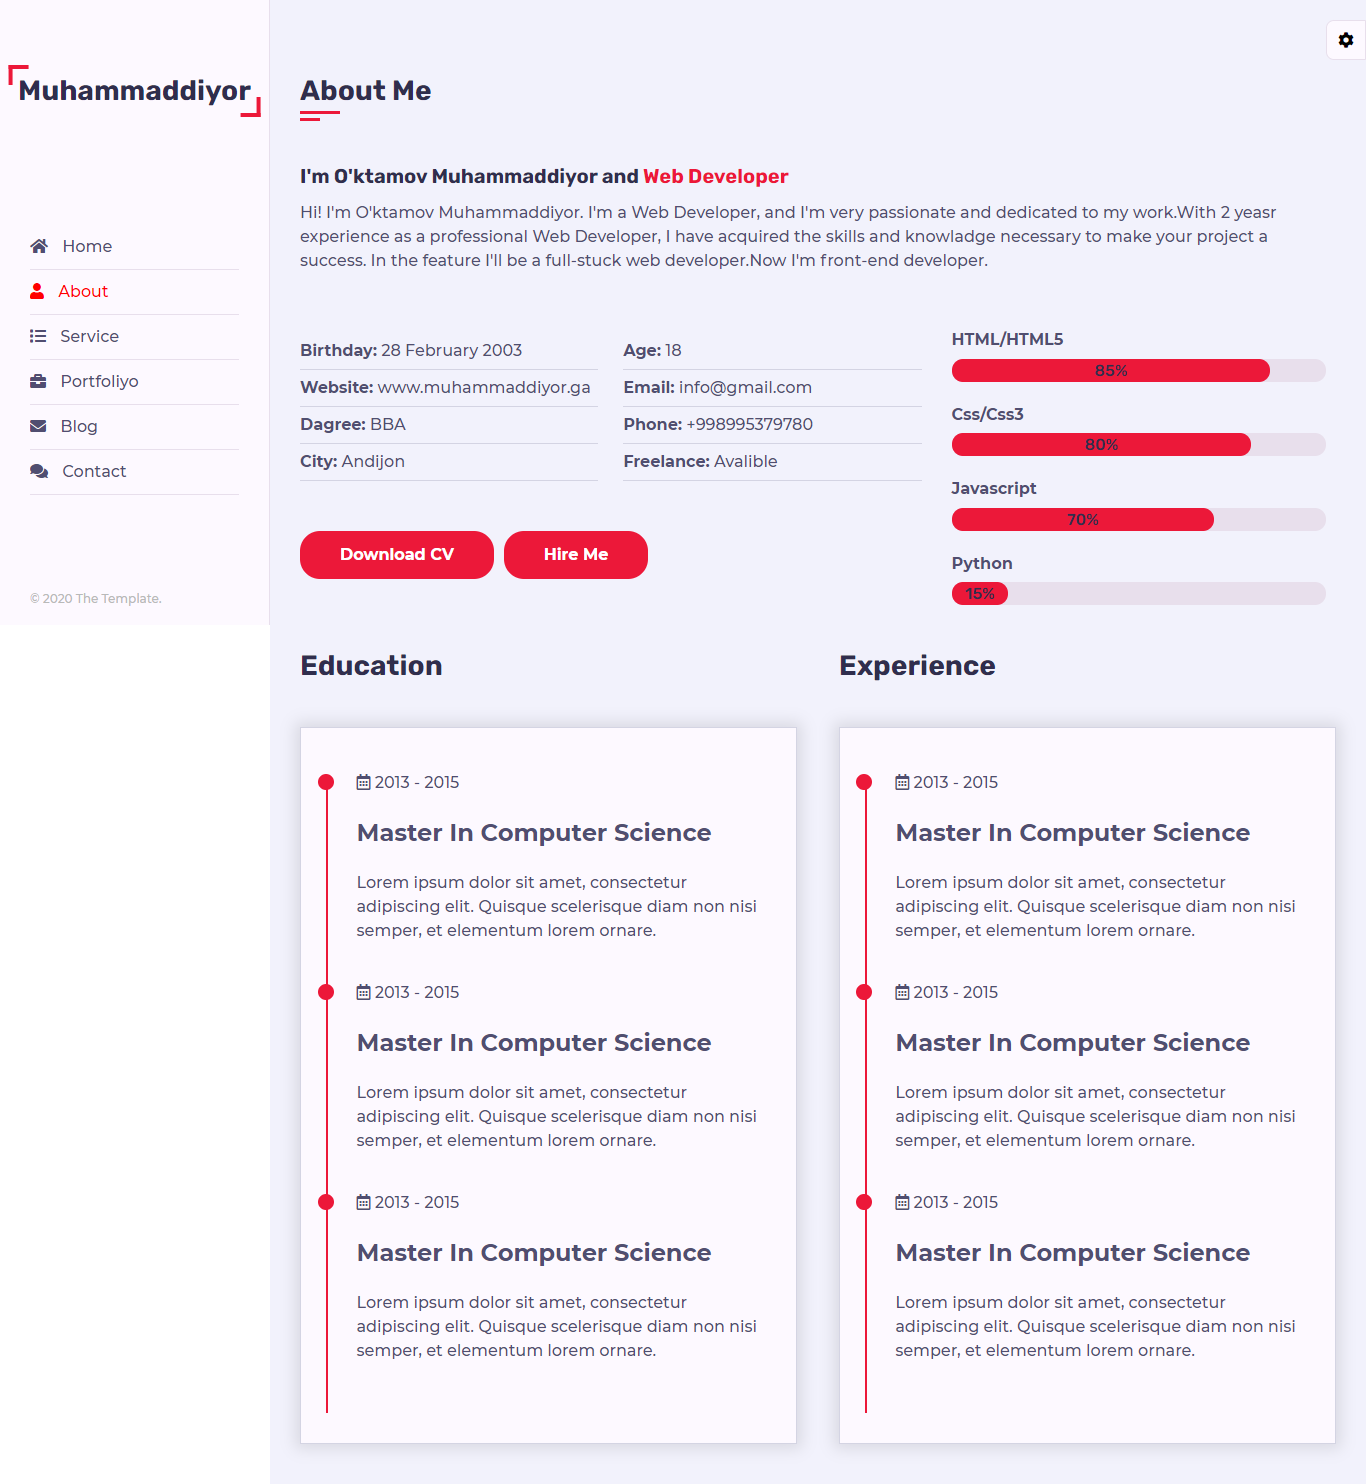 Muhammaddiyor
Home
About
Service
Portfoliyo
Blog
Contact
© 2020 The Template.
About Me
I'm O'ktamov Muhammaddiyor and Web Developer
Hi! I'm O'ktamov Muhammaddiyor. I'm a Web Developer, and I'm very passionate and dedicated to my work.With 2 yeasr
experience as a professional Web Developer, I have acquired the skills and knowladge necessary to make your project a
success. In the feature I'll be a full-stuck web developer.Now I'm front-end developer.
Birthday: 28 February 2003
Age: 18
Website: www.muhammaddiyor.ga
Email: info@gmail.com
Dagree: BBA
Phone: +998995379780
City: Andijon
Freelance: Avalible
Download CV
Hire Me
HTML/HTML5
85%
Css/Css3
80%
Javascript
70%
Python
15%
Education
2013 - 2015
Master In Computer Science
Lorem ipsum dolor sit amet, consectetur
adipiscing elit. Quisque scelerisque diam non nisi
semper, et elementum lorem ornare.
2013 - 2015
Master In Computer Science
Lorem ipsum dolor sit amet, consectetur
adipiscing elit. Quisque scelerisque diam non nisi
semper, et elementum lorem ornare.
2013 - 2015
Master In Computer Science
Lorem ipsum dolor sit amet, consectetur
adipiscing elit. Quisque scelerisque diam non nisi
semper, et elementum lorem ornare.
Experience
2013 - 2015
Master In Computer Science
Lorem ipsum dolor sit amet, consectetur
adipiscing elit. Quisque scelerisque diam non nisi
semper, et elementum lorem ornare.
2013 - 2015
Master In Computer Science
Lorem ipsum dolor sit amet, consectetur
adipiscing elit. Quisque scelerisque diam non nisi
semper, et elementum lorem ornare.
2013 - 2015
Master In Computer Science
Lorem ipsum dolor sit amet, consectetur
adipiscing elit. Quisque scelerisque diam non nisi
semper, et elementum lorem ornare.